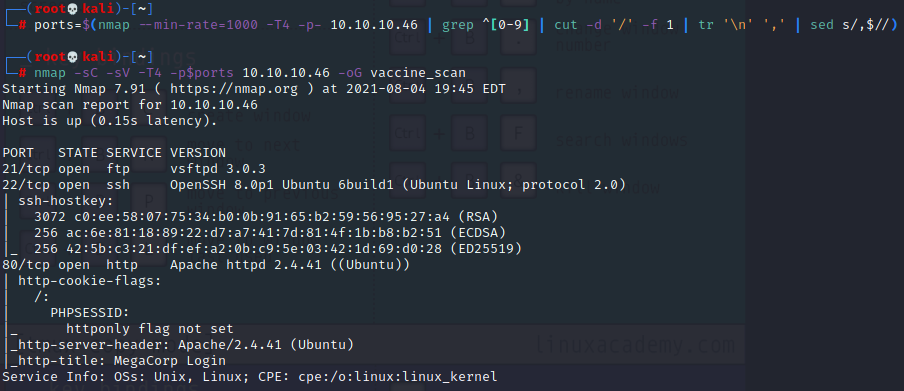 (root💀kali)-[~]
# ports=$(nmap --min-rate=1000 -T4 -p- 10.10.10.46 | grep ^[0-9] | cut -d '/' -f 1 | tr '\n' ',' | sed s/,$//)
(root💀kali)-[~]
# nmap -sC -sV -T4 -p$ports 10.10.10.46 -oG vaccine_scan
Starting Nmap 7.91 ( https://nmap.org ) at 2021-08-04 19:45 EDT
Nmap scan report for 10.10.10.46
Host is up (0.15s latency).
PORT   STATE SERVICE VERSION
21/tcp open  ftp     vsftpd 3.0.3
22/tcp open  ssh     OpenSSH 8.0p1 Ubuntu 6build1 (Ubuntu Linux; protocol 2.0)
| ssh-hostkey:
|   3072 c0:ee:58:07:75:34:b0:0b:91:65:b2:59:56:95:27:a4 (RSA)
|   256 ac:6e:81:18:89:22:d7:a7:41:7d:81:4f:1b:b8:b2:51 (ECDSA)
|_  256 42:5b:c3:21:df:ef:a2:0b:c9:5e:03:42:1d:69:d0:28 (ED25519)
80/tcp open  http    Apache httpd 2.4.41 ((Ubuntu))
| http-cookie-flags:
|   /:
|     PHPSESSID:
|_      httponly flag not set
|_http-server-header: Apache/2.4.41 (Ubuntu)
|_http-title: MegaCorp Login
Service Info: OSs: Unix, Linux; CPE: cpe:/o:linux:linux_kernel
rename window
search windows
linuxacademy.com